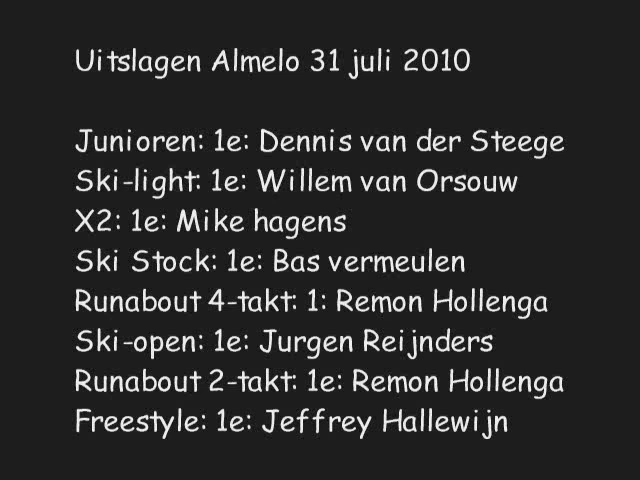 Uitslagen Almelo 31 juli 2010
Junioren: 1e: Dennis van der Steege
Ski-light: 1e: Willem van Orsouw
X2: 1e: Mike hagens
Ski Stock: 1e: Bas vermeulen
Runabout 4-takt: 1: Remon Hollenga
Ski-open: 1e: Jurgen Reijnders
Runabout 2-takt: 1e: Remon Hollenga
Freestyle: 1e: Jeffrey Hallewijn